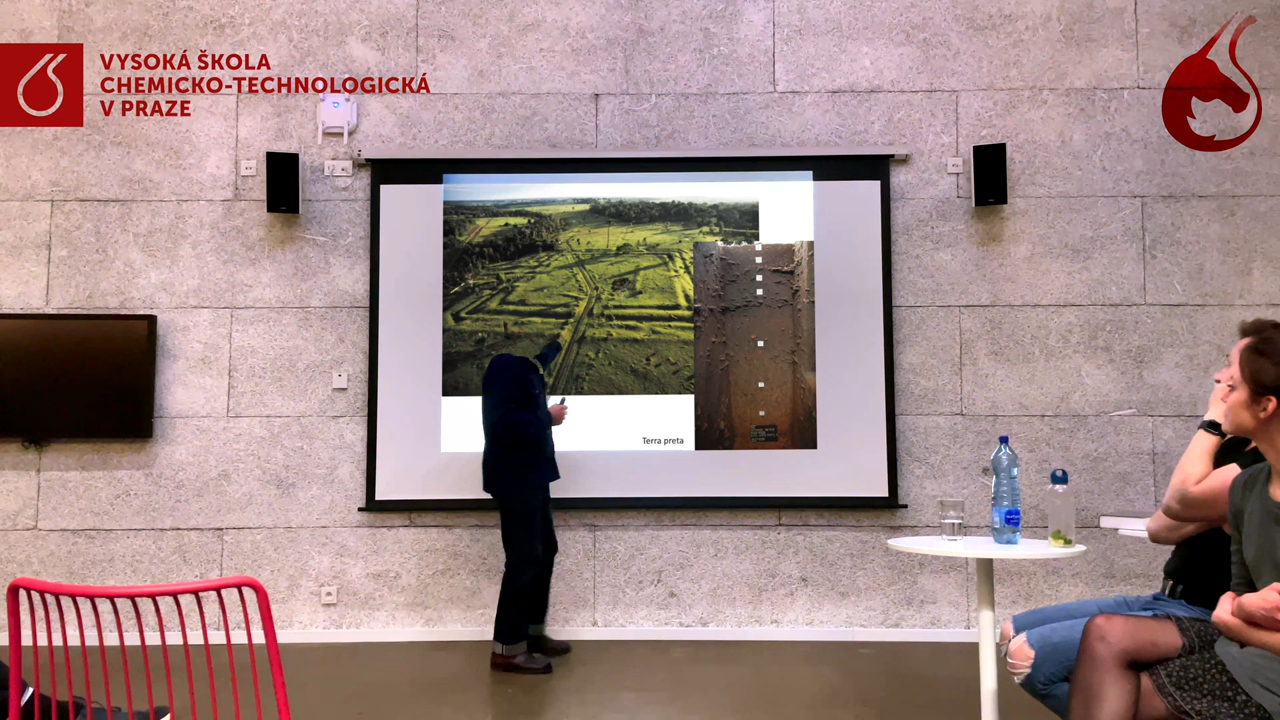 VYSOKÁ ŠKOLA
CHEMICKO-TECHNOLOGICKÁ
V PRAZE
Terra preta